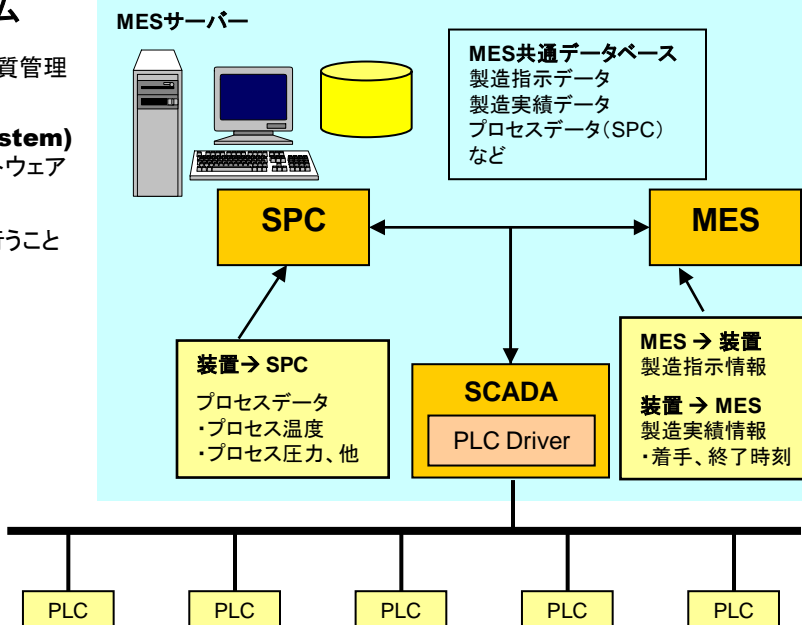 ム
MESサーバー
質管理
stem)
トウェア
行うこと
MES共通データベース
製造指示データ
製造実績データ
プロセスデータ（SPC）
など
SPC
MES
装置→ SPC
プロセスデータ
・プロセス温度
・プロセス圧力、他
SCADA
PLC Driver
MES → 装置
製造指示情報
装置 → MES
製造実績情報
・着手、終了時刻
PLC
PLC
PLC
PLC
PLC